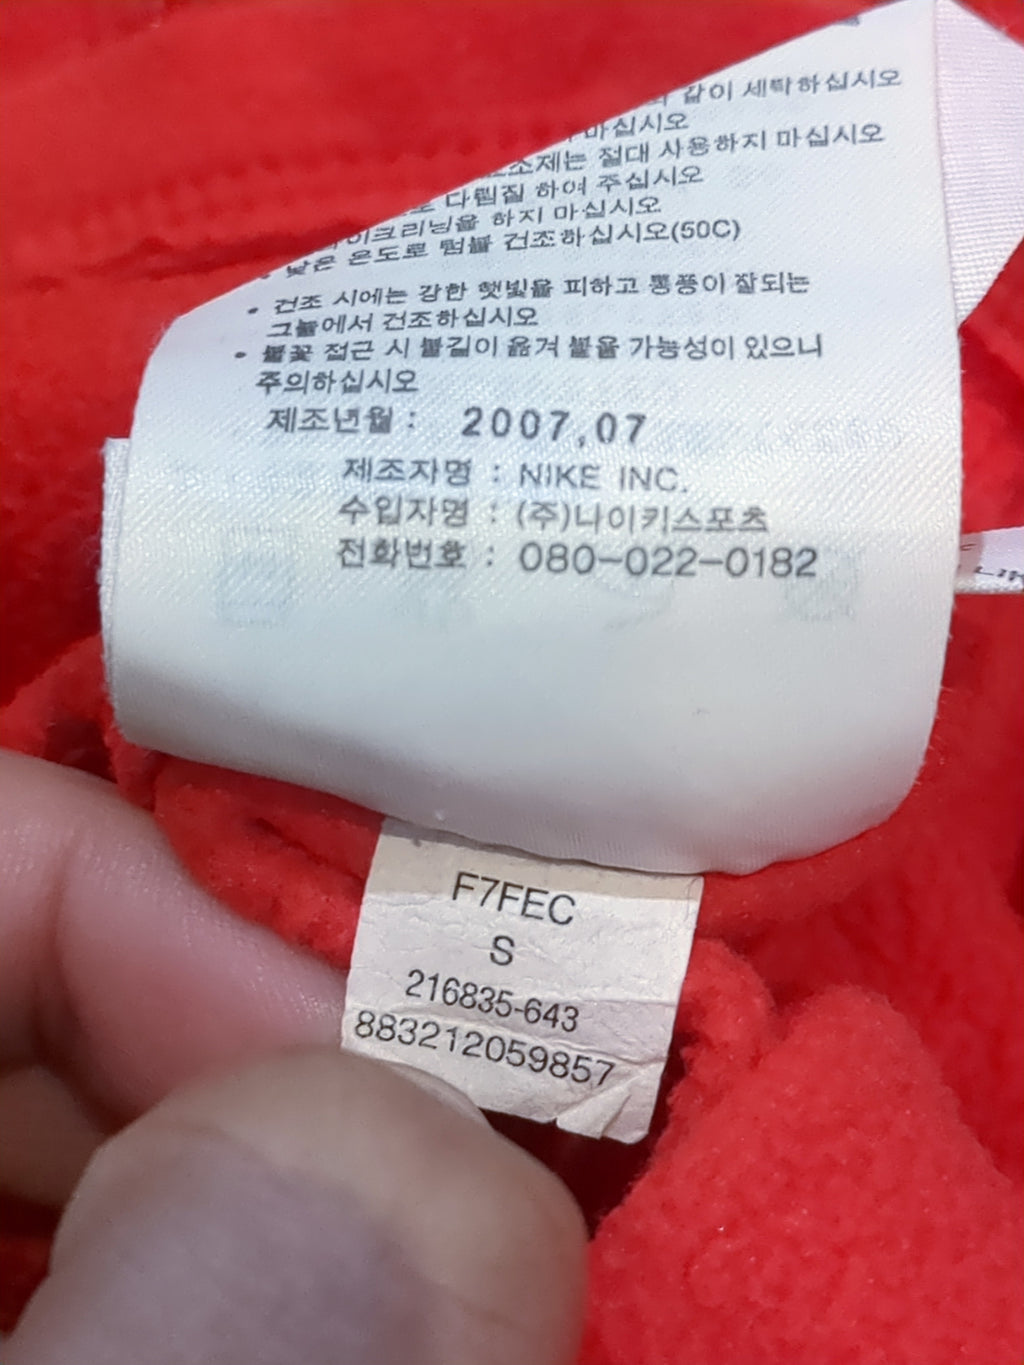 같이 세탁하십시오
마십시오
절대 사용하지 마십시오
다림질 하여 주십시오
드라이크리닝을 하지 마십시오
• 낮은 온도로 텀블 건조하십시오(50C)
• 건조 시에는 강한 햇빛을 피하고 통풍이 잘되는
그늘에서 건조하십시오
• 불꽃 접근 시 불길이 옮겨 붙을 가능성이 있으니
주의하십시오
제조년월 : 2007,07
제조자명 : NIKE INC.
수입자명 : (주)나이키스포츠
전화번호 : 080-022-0182
F7FEC
S
216835-643
883212059857